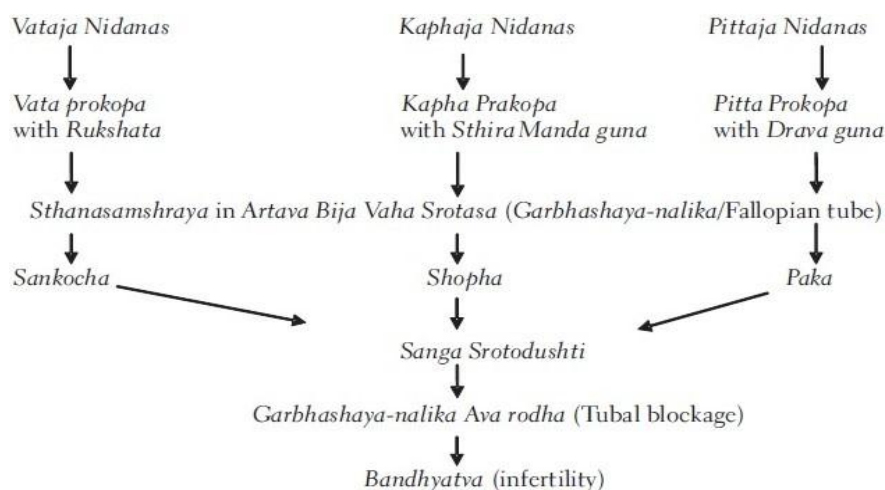 Vataja Nidanas Kaphaja Nidanas Pittaja Nidanas
Vata prokopa Kapha Prakopa Pitta Prokopa
with Rukshata with Sthira Manda guna with Drava guna
Sthanasamshraya in Artava Bija Vaha Srotasa (Garbhashaya-nalika/Fallopian tube)
Sankocha Shopha Paka
Sanga Srotodushti
Garbhashaya-nalika Ava rodha (Tubal blockage)
Bandhyatva (infertility)